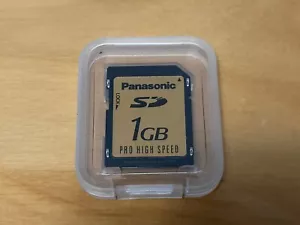 Panasonic
SD
1GB
PRO HIGH SPEED